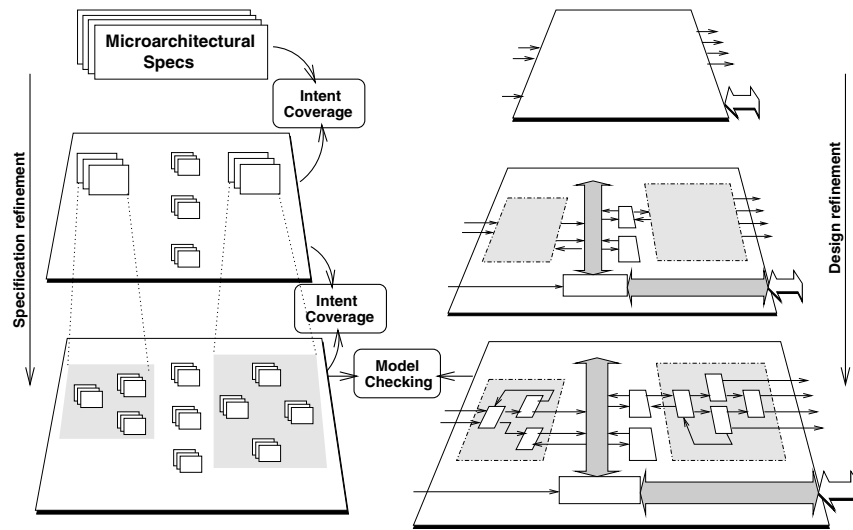 Microarchitectural
Specs
Intent
Coverage
Specification refinement
Intent
Coverage
Model
Checking
Design refinement